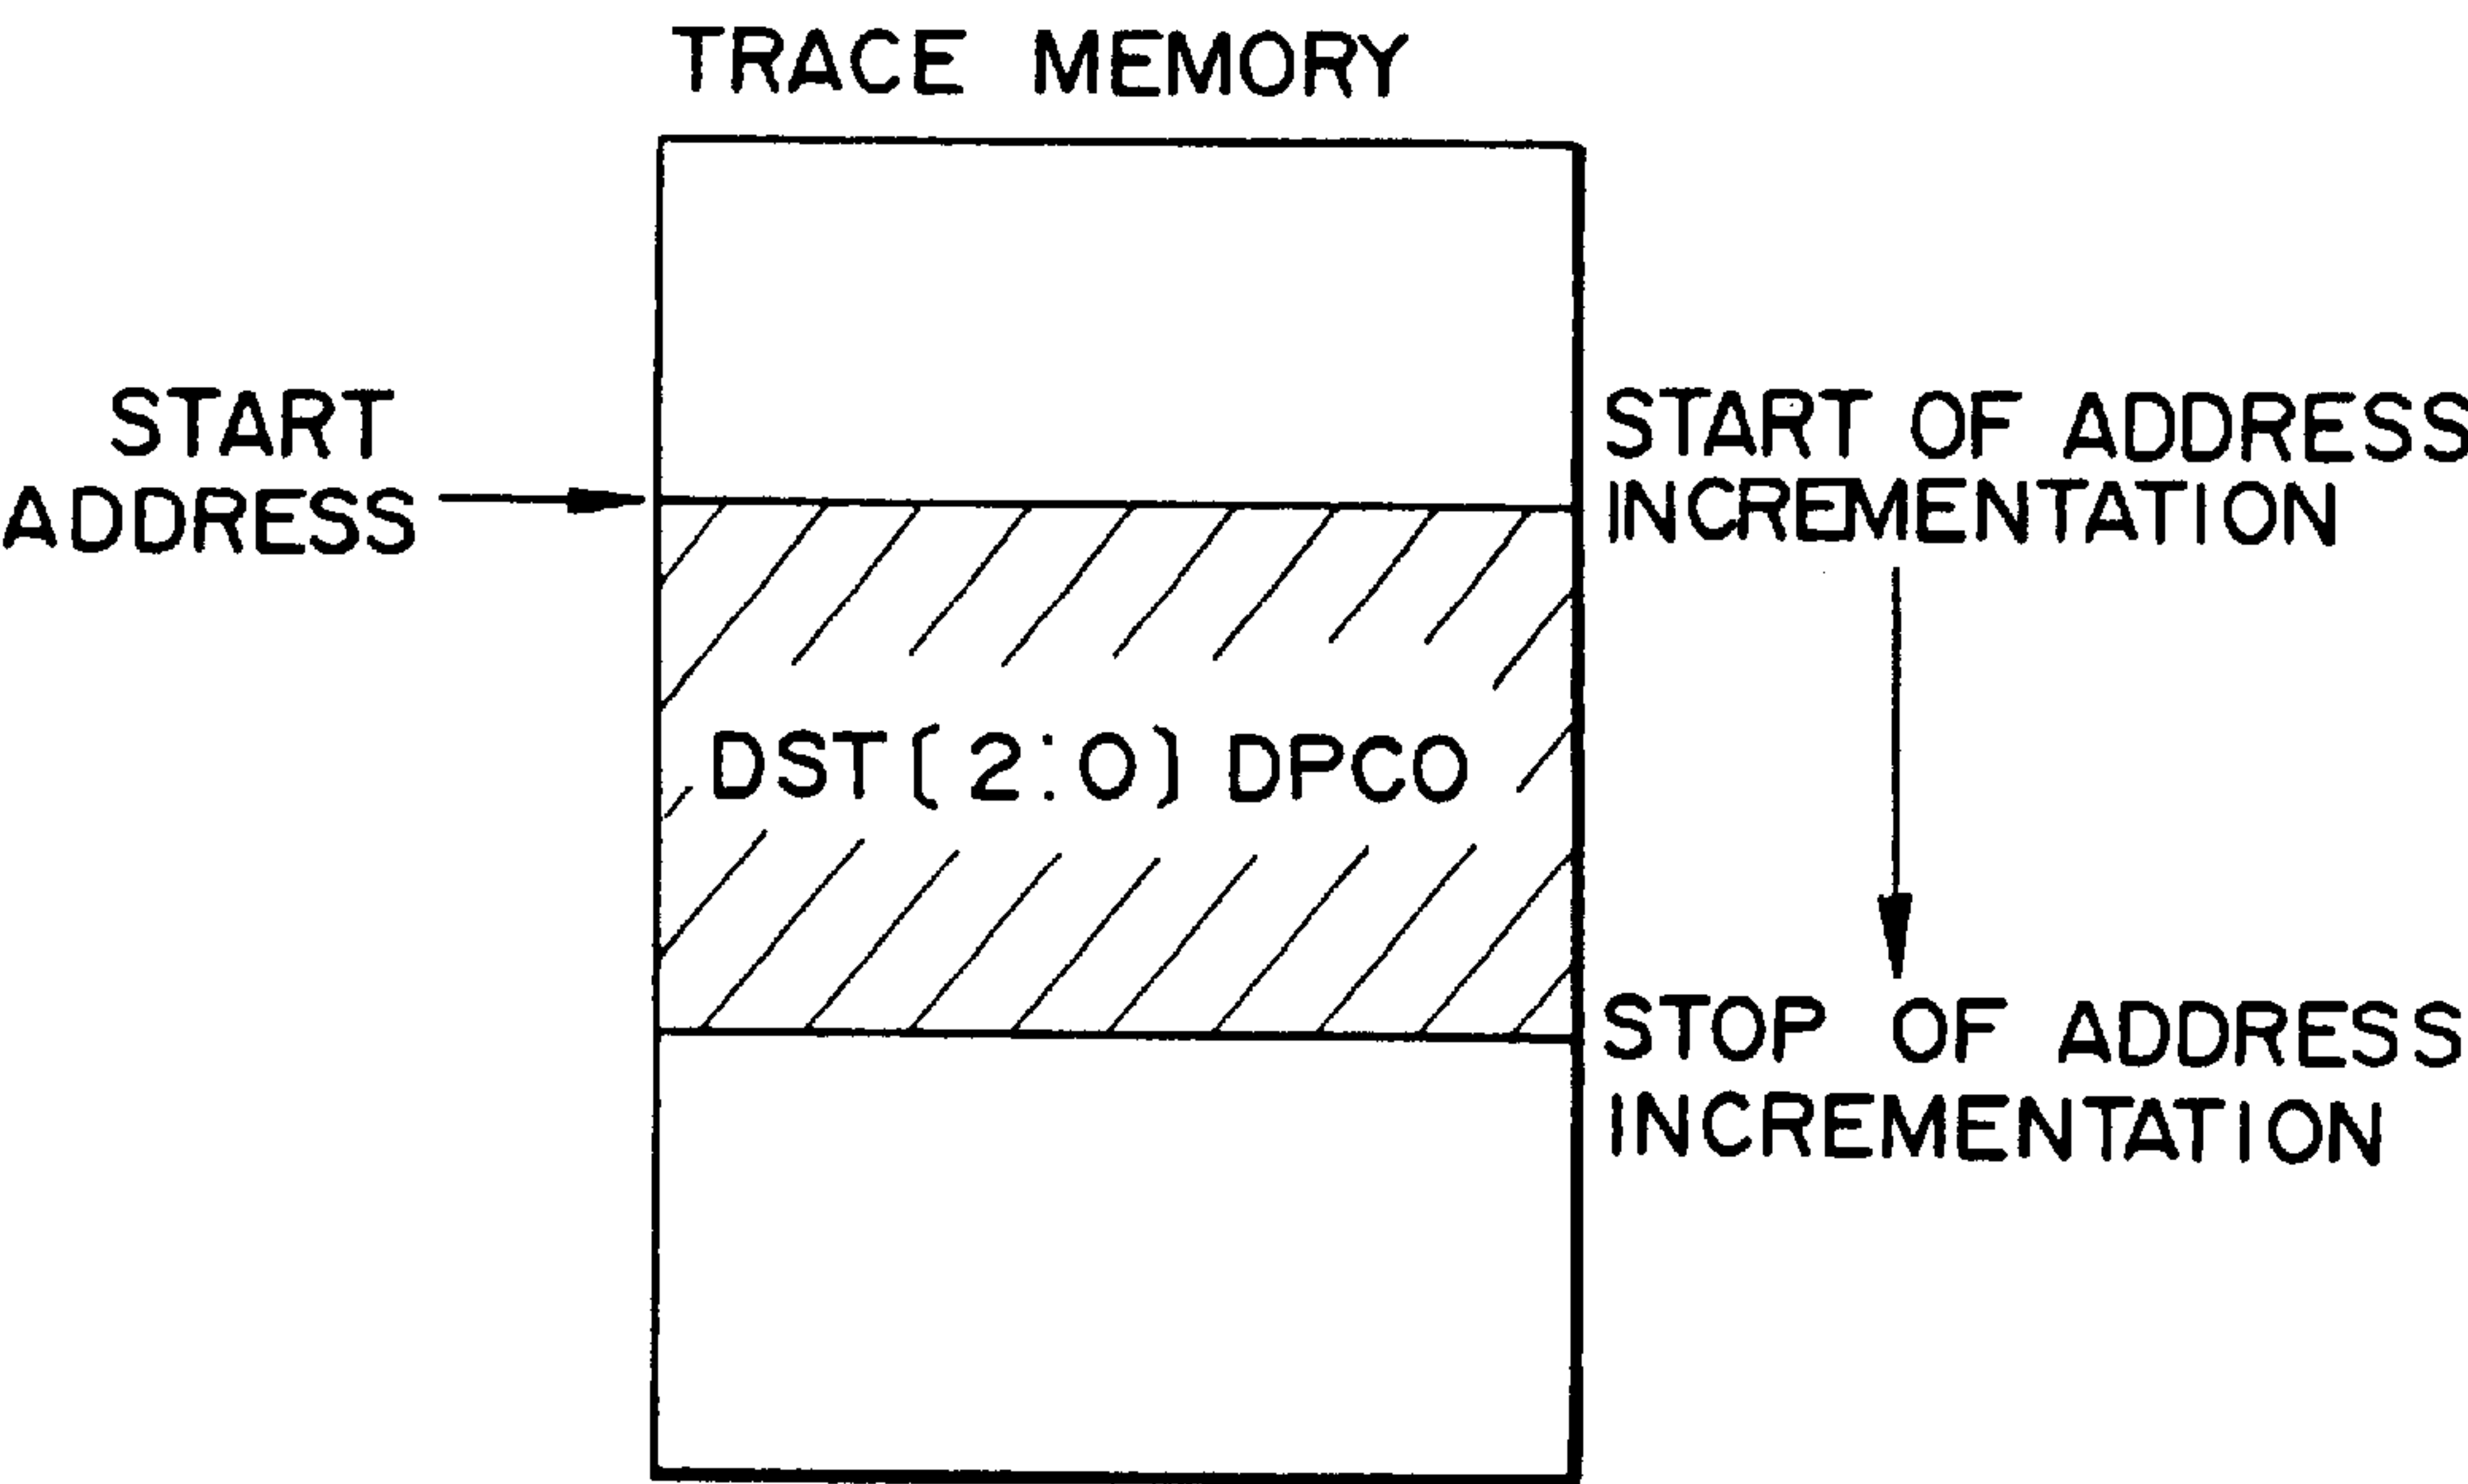 TRACE MEMORY
START
ADDRESS
START OF ADDRESS
INCREMENTATION
DST[2:0] DPCO
STOP OF ADDRESS
INCREMENTATION